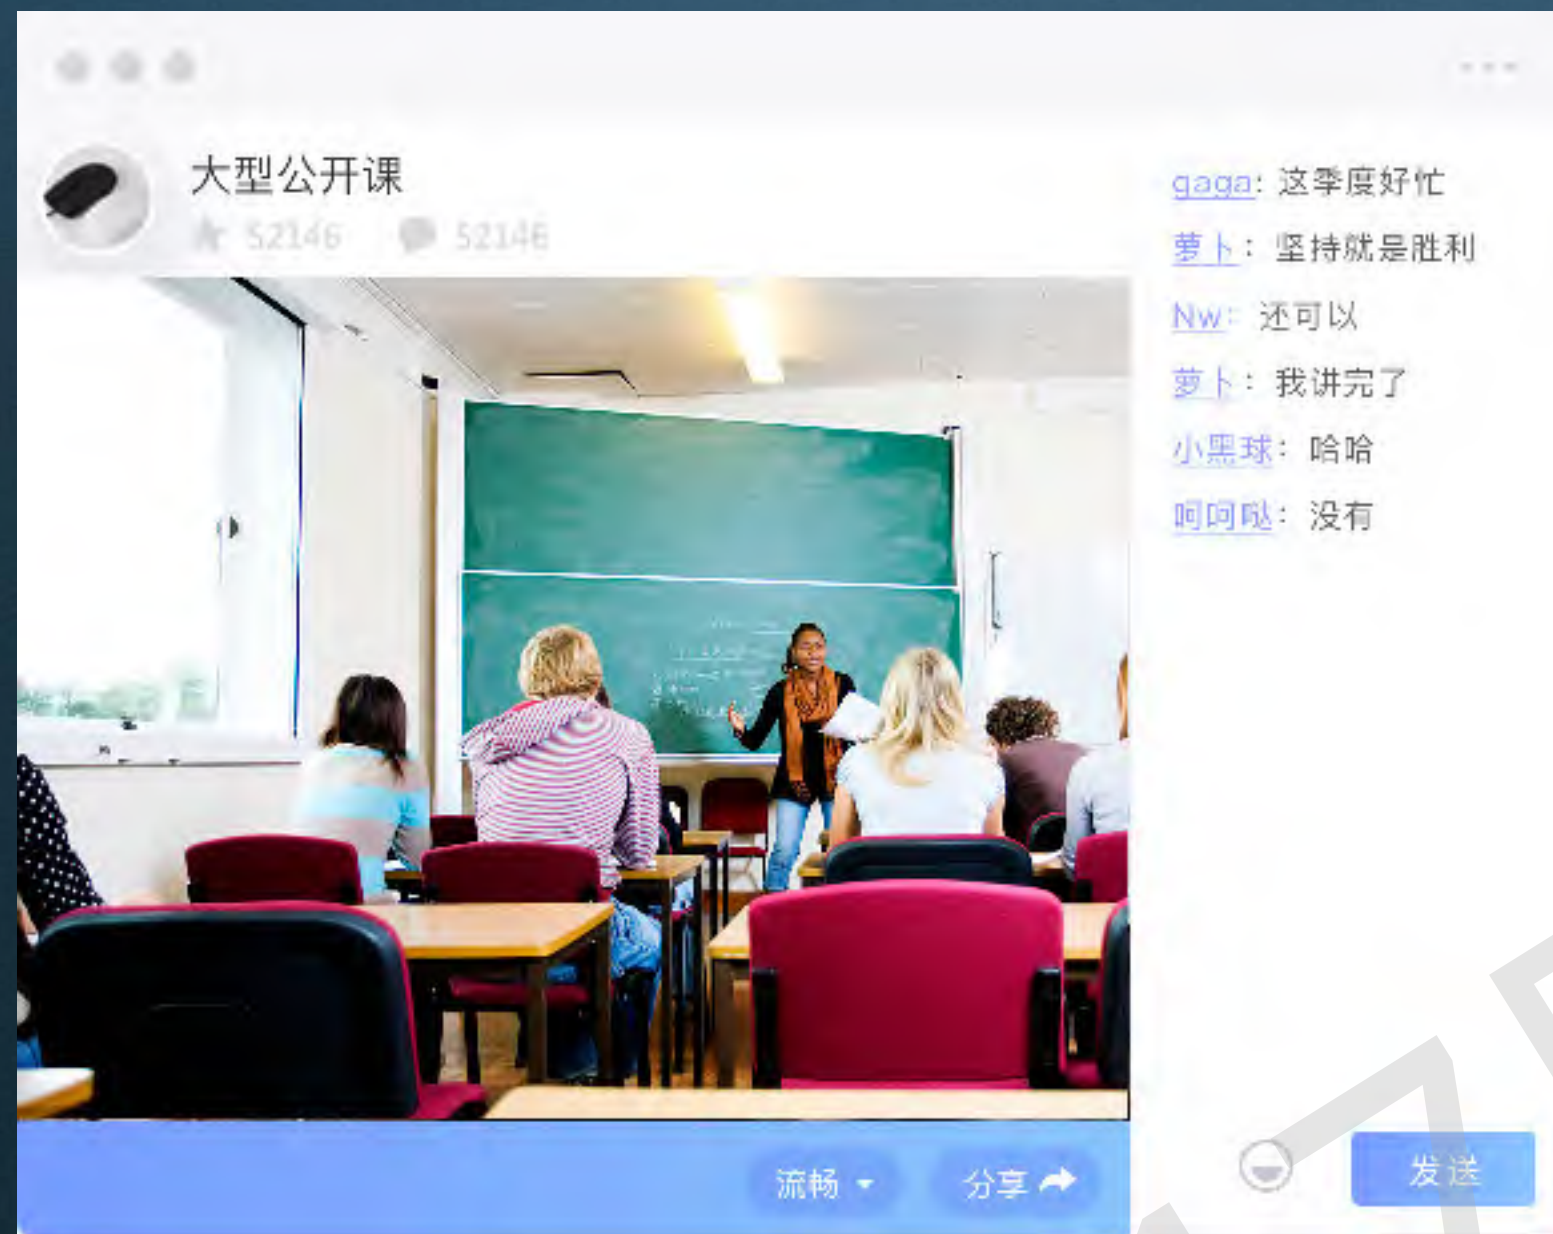 大型公开课
52146 52146
gaga: 这季度好忙
萝卜: 坚持就是胜利
Nw: 还可以
萝卜: 我讲完了
小黑球: 哈哈
呵呵哒: 没有
流畅 分享
发送